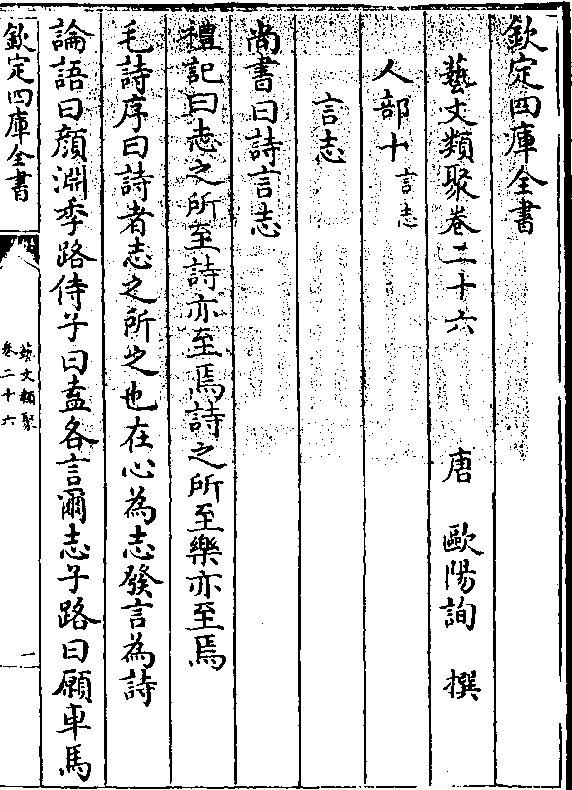 欽定四庫全書
藝文類聚卷二十六
唐 歐陽詢 撰
人部十言志
言志
尚書曰詩言志
禮記曰志之所至詩亦至焉詩之所至樂亦至焉
毛詩序曰詩者志之所之也在心為志發言為詩
論語曰顏淵季路侍子曰盍各言爾志子路曰願車馬
欽定四庫全書
藝文類聚
卷二十六
一